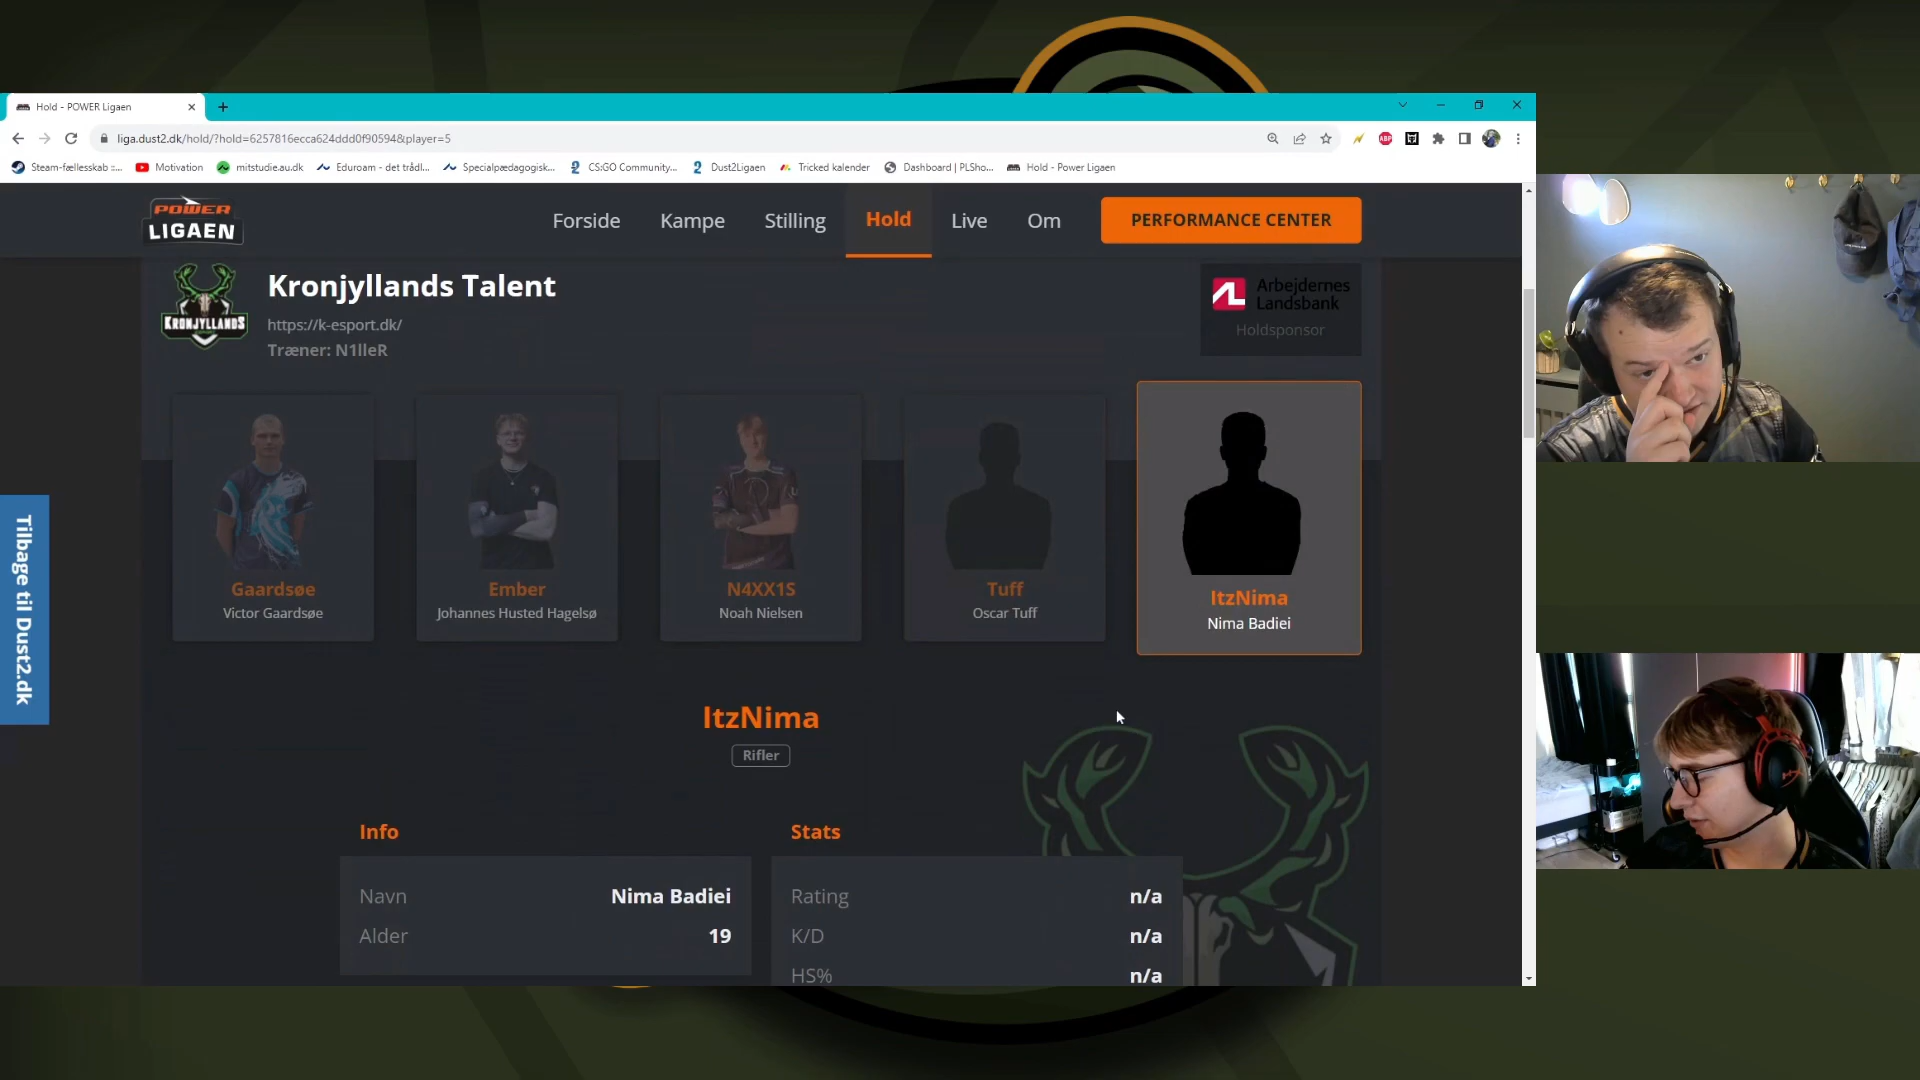 Hold - POWER Ligaen
liga.dust2.dk/hold/?hold=6257816ecca624ddd0f90594&player=5
Steam-fællesskab :... Motivation mitstudie.au.dk Eduroam - det trådl... Specialpædagogisk... CS:GO Community... Dust2Ligaen Tricked kalender Dashboard | PLSho... Hold - Power Ligaen
POWER
LIGAEN
Forside Kampe Stilling Hold Live Om PERFORMANCE CENTER
Kronjyllands Talent
https://k-esport.dk/
Træner: N1lleR
KRONJYLLANDS
Arbejdernes
Landsbank
Holdsponsor
Gaardsøe
Victor Gaardsøe
Ember
Johannes Husted Hagelsø
N4XX1S
Noah Nielsen
Tuff
Oscar Tuff
ItzNima
Nima Badiei
Tilbage til Dust2.dk
ItzNima
Rifler
Info
Navn Nima Badiei
Alder 19
Stats
Rating n/a
K/D n/a
HS% n/a